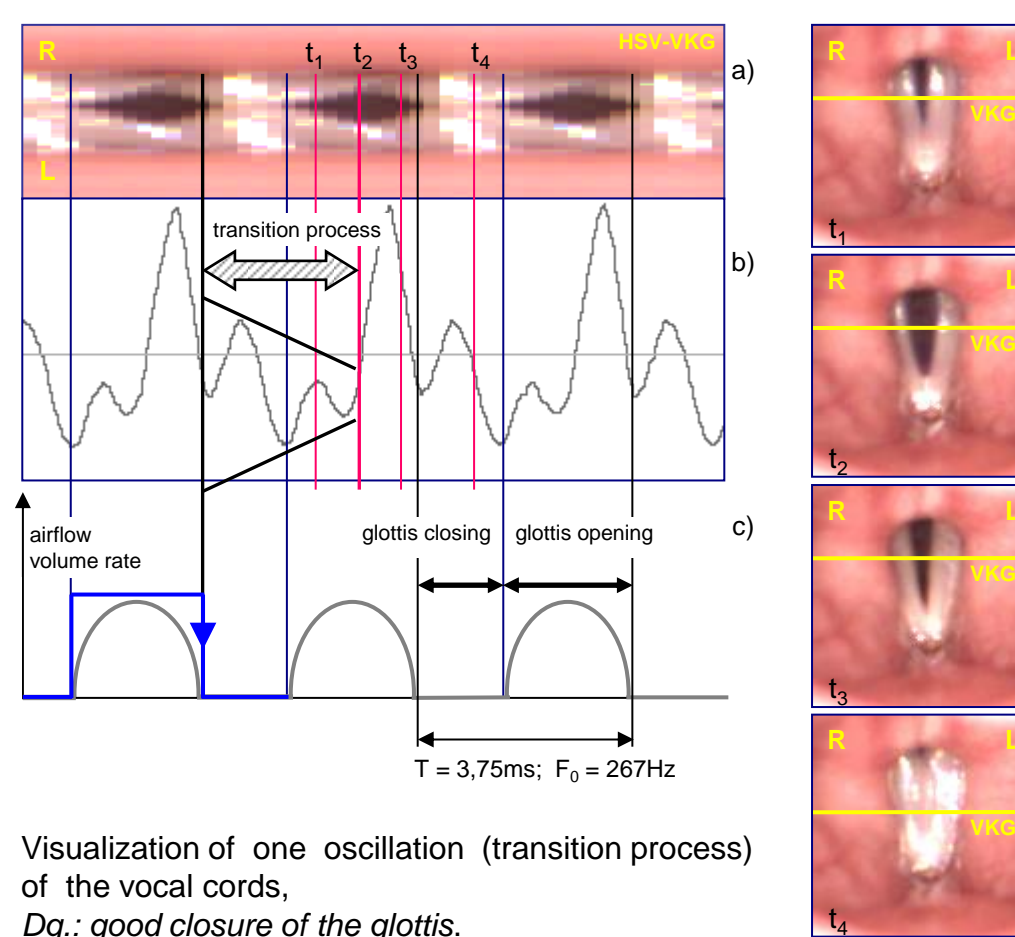 R
HSV-VKG
t1 t2 t3 t4
L
a)
transition process
b)
airflow
volume rate
glottis closing
glottis opening
c)
T = 3,75ms; F0 = 267Hz
Visualization of one oscillation (transition process)
of the vocal cords,
Dg.: good closure of the glottis.
R L
VKG
t1
R L
VKG
t2
R L
VKG
t3
R L
VKG
t4